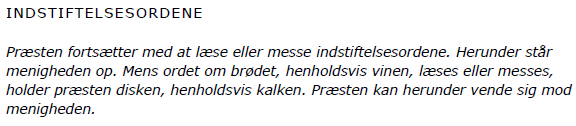 INDSTIFTELSESORDENE
Præsten fortsætter med at læse eller messe indstiftelsesordene. Herunder står
menigheden op. Mens ordet om brødet, henholdsvis vinen, læses eller messes,
holder præsten disken, henholdsvis kalken. Præsten kan herunder vende sig mod
menigheden.